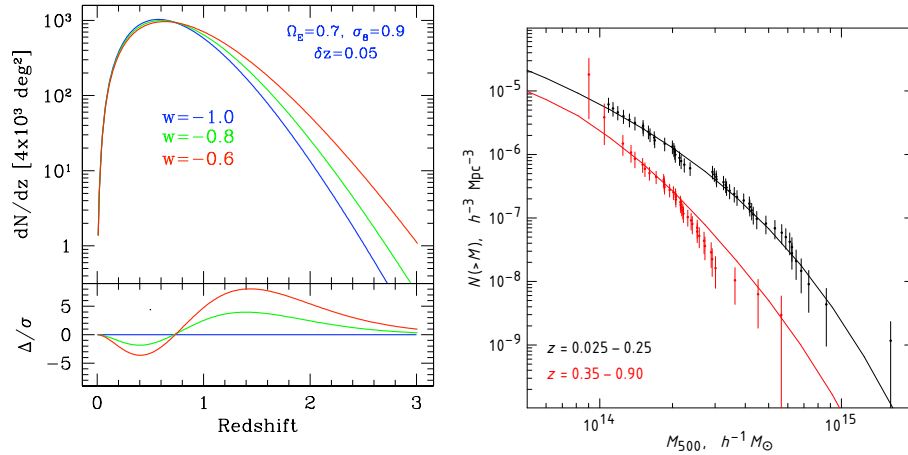 dN/dz [4x10³ deg²]
10³
10²
10¹
1
Ω_E=0.7, σ_8=0.9
δz=0.05
w=−1.0
w=−0.8
w=−0.6
Δ/σ
5
0
−5
0 1 2 3
Redshift
N(>M), h⁻³ Mpc⁻³
10⁻⁵
10⁻⁶
10⁻⁷
10⁻⁸
10⁻⁹
z = 0.025 – 0.25
z = 0.35 – 0.90
10¹⁴ 10¹⁵
M₅₀₀, h⁻¹ M⊙